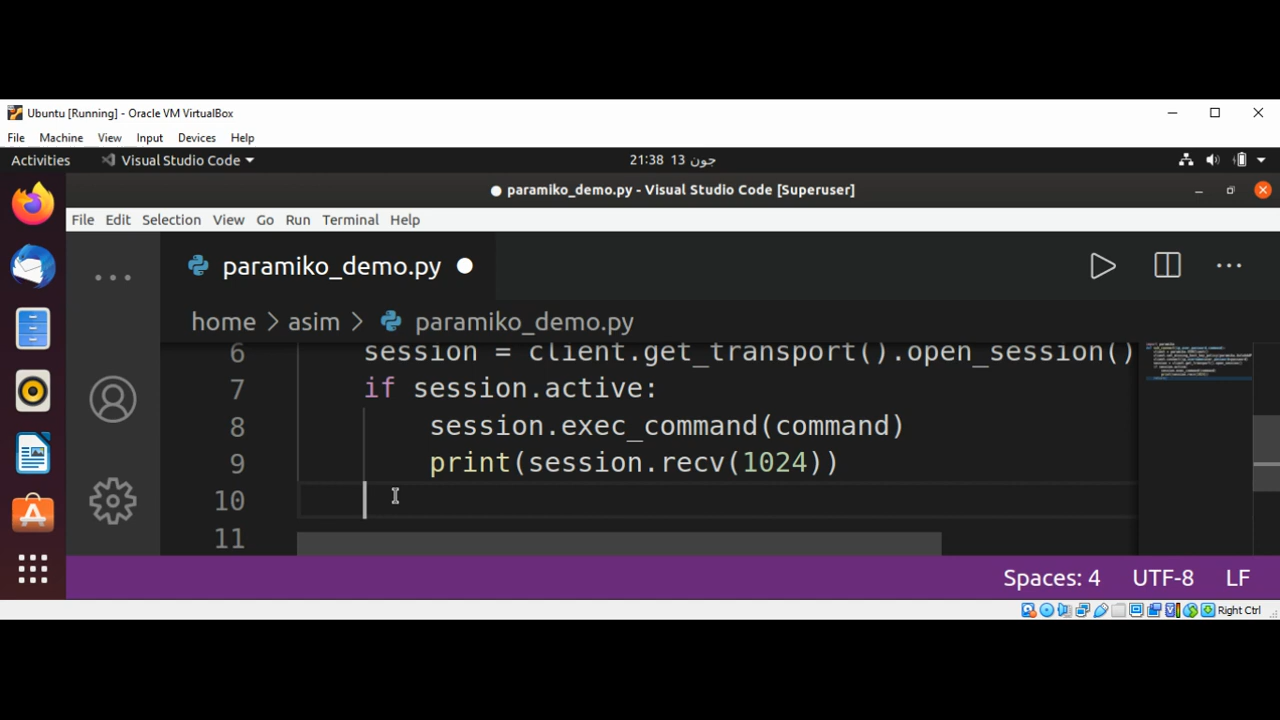 Ubuntu [Running] - Oracle VM VirtualBox
File Machine View Input Devices Help
Activities Visual Studio Code 21:38 13 جون
paramiko_demo.py - Visual Studio Code [Superuser]
File Edit Selection View Go Run Terminal Help
paramiko_demo.py
home > asim > paramiko_demo.py
6 session = client.get_transport().open_session()
7 if session.active:
8 session.exec_command(command)
9 print(session.recv(1024))
10
11
Spaces: 4 UTF-8 LF
Right Ctrl